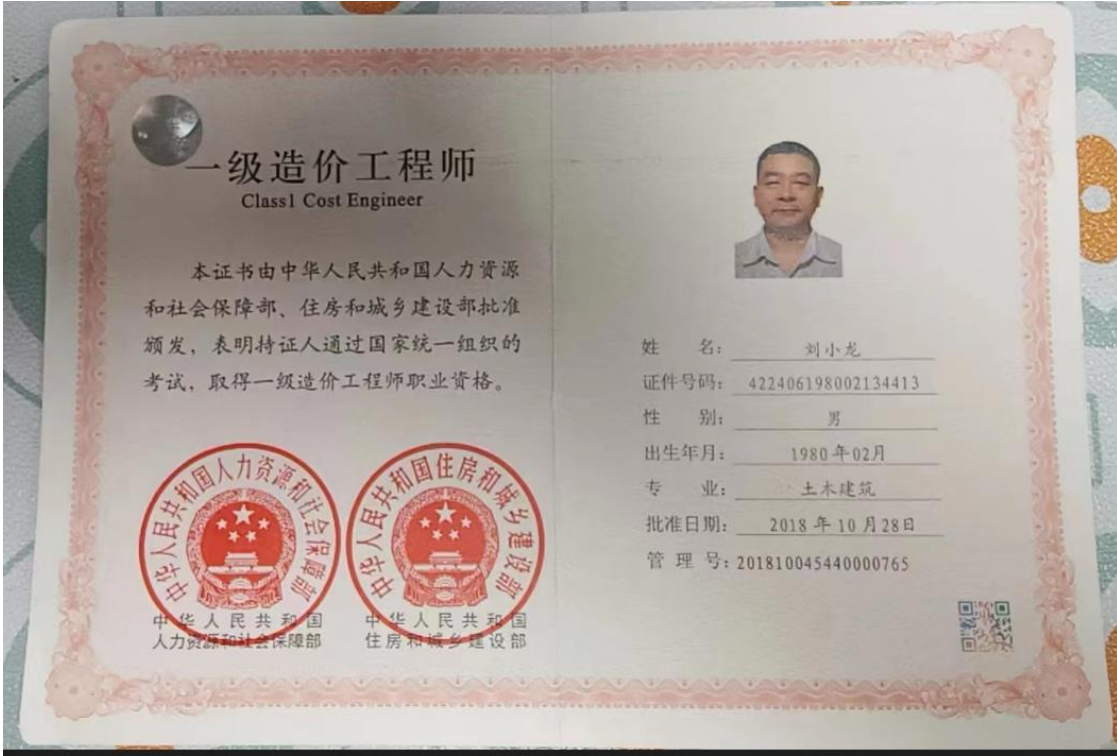 一级造价工程师
Class1 Cost Engineer
本证书由中华人民共和国人力资源
和社会保障部、住房和城乡建设部批准
颁发，表明持证人通过国家统一组织的
考试，取得一级造价工程师职业资格。
中华人民共和国人力资源和社会保障部
中华人民共和国住房和城乡建设部
中华人民共和国
人力资源和社会保障部
中华人民共和国
住房和城乡建设部
姓 名：刘小龙
证件号码：422406198002134413
性 别：男
出生年月：1980年02月
专 业：土木建筑
批准日期：2018 年 10 月 28日
管 理 号：201810045440000765